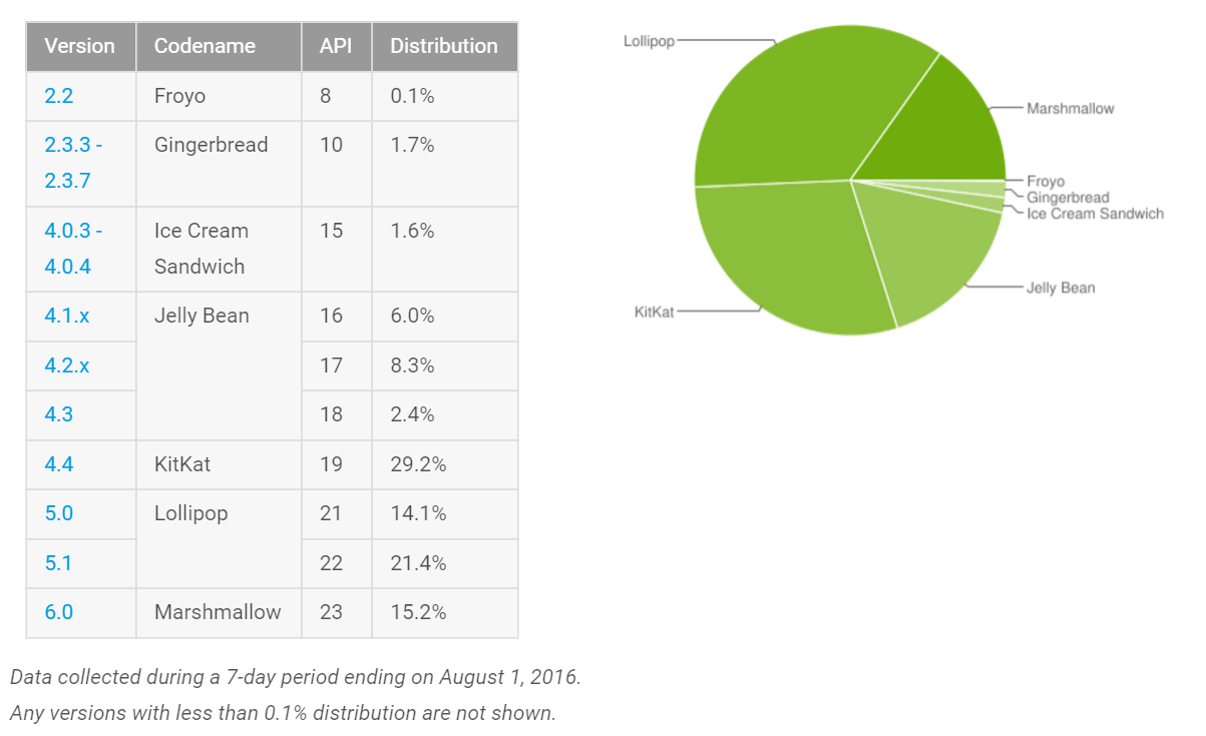 Version Codename API Distribution
2.2 Froyo 8 0.1%
2.3.3 - Gingerbread 10 1.7%
2.3.7
4.0.3 - Ice Cream 15 1.6%
4.0.4 Sandwich
4.1.x Jelly Bean 16 6.0%
4.2.x 17 8.3%
4.3 18 2.4%
4.4 KitKat 19 29.2%
5.0 Lollipop 21 14.1%
5.1 22 21.4%
6.0 Marshmallow 23 15.2%
Data collected during a 7-day period ending on August 1, 2016.
Any versions with less than 0.1% distribution are not shown.
Lollipop
Marshmallow
Froyo
Gingerbread
Ice Cream Sandwich
Jelly Bean
KitKat